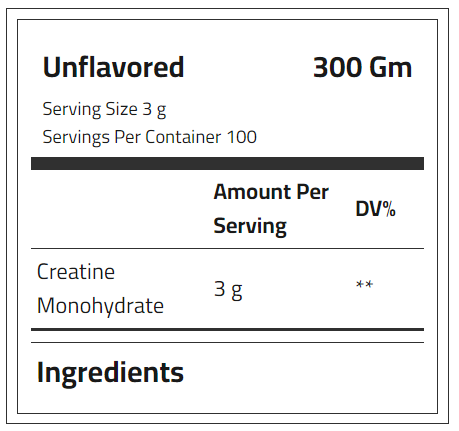 Unflavored 300 Gm
Serving Size 3 g
Servings Per Container 100
Amount Per
Serving
DV%
Creatine
Monohydrate
3 g
**
Ingredients